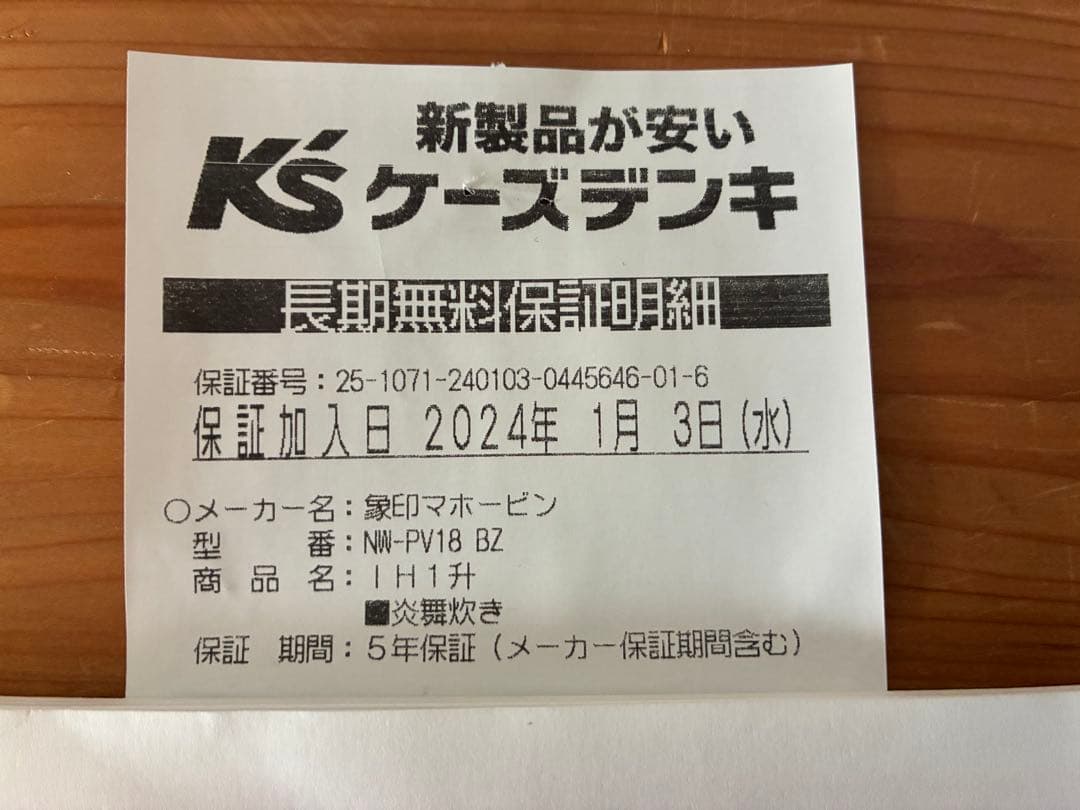 新製品が安い
K's ケーズデンキ
長期無料保証明細
保証番号：25-1071-240103-0445646-01-6
保証加入日 2024年 1月 3日(水)
○メーカー名：象印マホービン
型番：NW-PV18 BZ
商品名：IH1升
■炎舞炊き
保証期間：5年保証（メーカー保証期間含む）